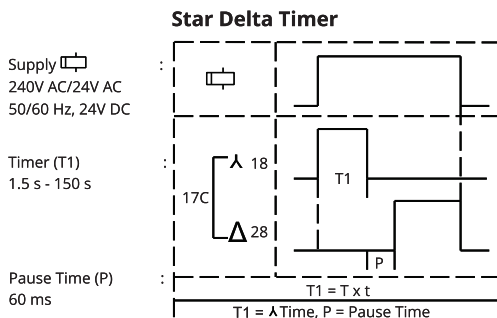 Star Delta Timer
Supply :
240V AC/24V AC
50/60 Hz, 24V DC
Timer (T1) :
1.5 s - 150 s
18
17C
T1
28
P
Pause Time (P) :
60 ms
T1 = T x t
T1 = Time, P = Pause Time